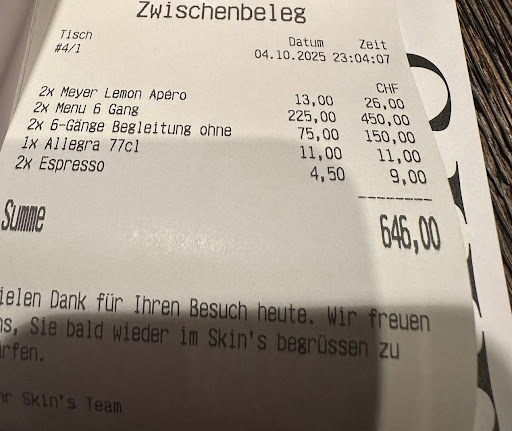 Zwischenbeleg
Tisch Datum Zeit
#4/1 04.10.2025 23:04:07
CHF
2x Meyer Lemon Apéro 13,00 26,00
2x Menu 6 Gang 225,00 450,00
2x 6-Gänge Begleitung ohne 75,00 150,00
1x Allegra 77cl 11,00 11,00
2x Espresso 4,50 9,00
Summe 646,00
ielen Dank für Ihren Besuch heute. Wir freuen
ns, Sie bald wieder im Skin's begrüssen zu
ürfen.
hr Skin's Team